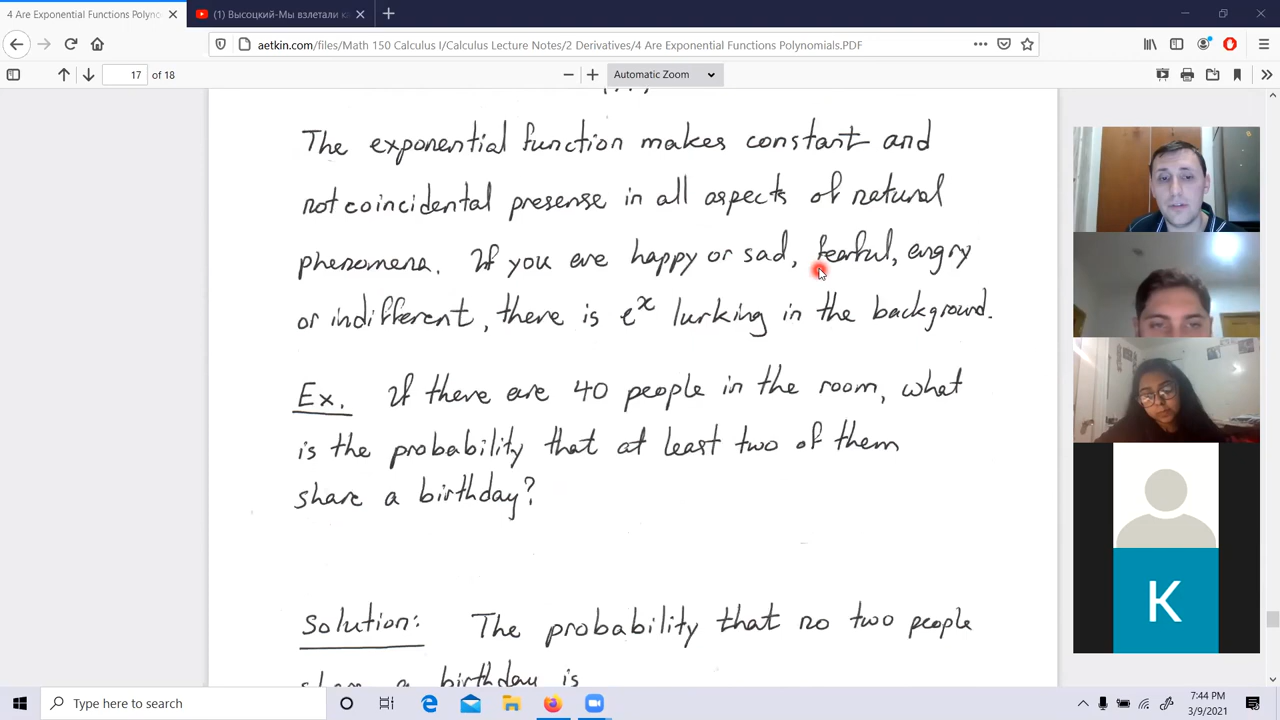 4 Are Exponential Functions Polyno
(1) Высоцкий-Мы взлетали ка
aetkin.com/files/Math 150 Calculus I/Calculus Lecture Notes/2 Derivatives/4 Are Exponential Functions Polynomials.PDF
17 of 18
Automatic Zoom
The exponential function makes constant and
not coincidental presense in all aspects of natural
phenomena. If you are happy or sad, fearful, angry
or indifferent, there is eˣ lurking in the background.
Ex. If there are 40 people in the room, what
is the probability that at least two of them
share a birthday?
Solution: The probability that no two people
share a birthday is
K
Type here to search
7:44 PM
3/9/2021